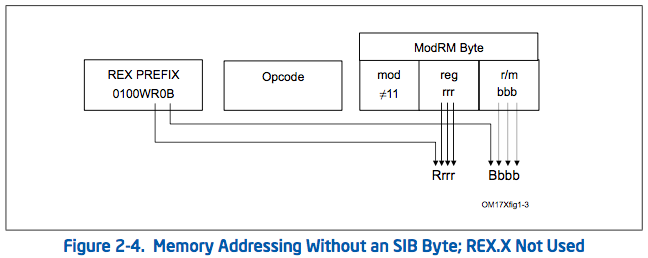 ModRM Byte
REX PREFIX
0100WR0B
Opcode
mod
≠11
reg
rrr
r/m
bbb
Rrrr
Bbbb
OM17Xfig1-3
Figure 2-4. Memory Addressing Without an SIB Byte; REX.X Not Used